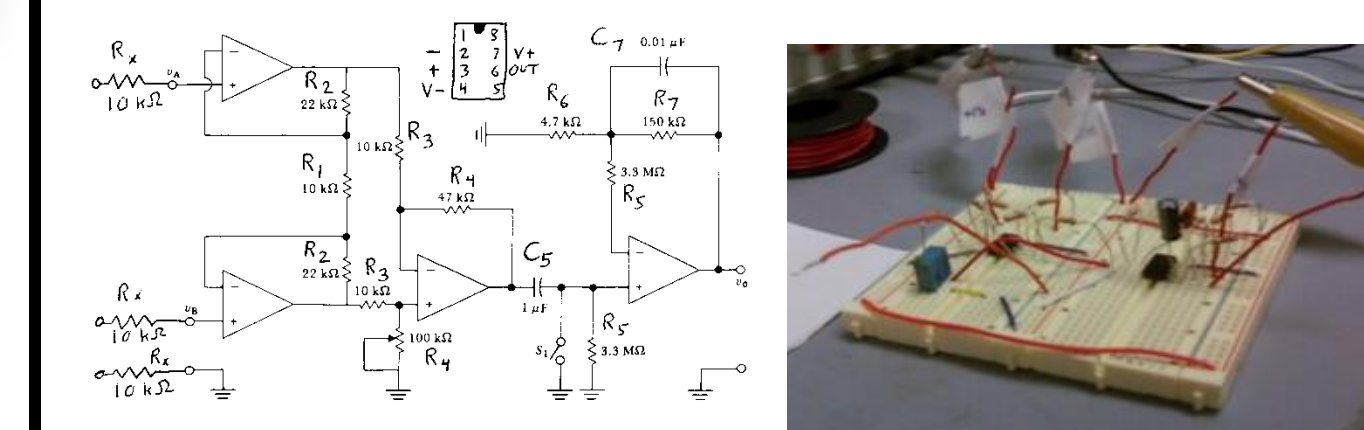 Rx
10 kΩ
υA
−
+
R2
22 kΩ
R1
10 kΩ
R2
22 kΩ
10 kΩ
R3
R4
47 kΩ
− 1 8
− 2 7 V+
+ 3 6 OUT
V− 4 5
C7 0.01 μF
R6
4.7 kΩ
R7
150 kΩ
3.3 MΩ
R5
−
+
υo
Rx
10 kΩ
υB
−
+
R3
10 kΩ
−
+
100 kΩ
R4
C5
1 μF
S1
R5
3.3 MΩ
Rx
10 kΩ